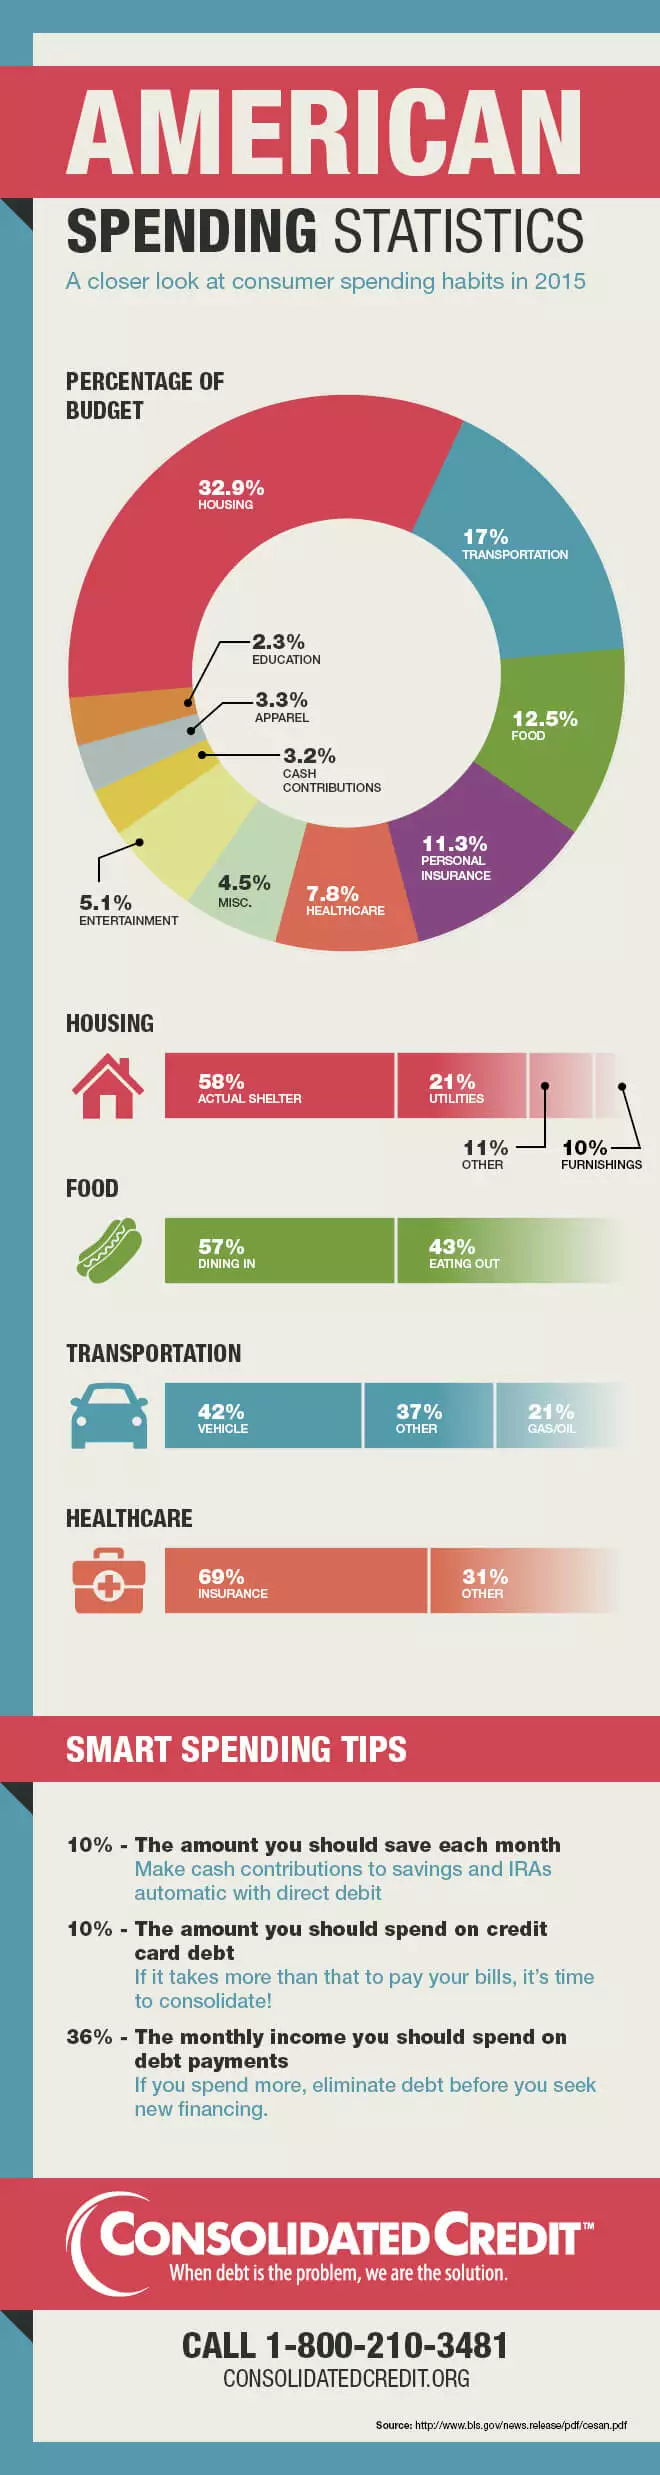 AMERICAN
SPENDING STATISTICS
A closer look at consumer spending habits in 2015
PERCENTAGE OF
BUDGET
32.9%
HOUSING
17%
TRANSPORTATION
2.3%
EDUCATION
3.3%
APPAREL
12.5%
FOOD
3.2%
CASH
CONTRIBUTIONS
11.3%
PERSONAL
INSURANCE
4.5%
MISC.
7.8%
HEALTHCARE
5.1%
ENTERTAINMENT
HOUSING
58%
ACTUAL SHELTER
21%
UTILITIES
11%
OTHER
10%
FURNISHINGS
FOOD
57%
DINING IN
43%
EATING OUT
TRANSPORTATION
42%
VEHICLE
37%
OTHER
21%
GAS/OIL
HEALTHCARE
69%
INSURANCE
31%
OTHER
SMART SPENDING TIPS
10% - The amount you should save each month
Make cash contributions to savings and IRAs
automatic with direct debit
10% - The amount you should spend on credit
card debt
If it takes more than that to pay your bills, it's time
to consolidate!
36% - The monthly income you should spend on
debt payments
If you spend more, eliminate debt before you seek
new financing.
CONSOLIDATED CREDIT™
When debt is the problem, we are the solution.
CALL 1-800-210-3481
CONSOLIDATEDCREDIT.ORG
Source: http://www.bls.gov/news.release/pdf/cesan.pdf